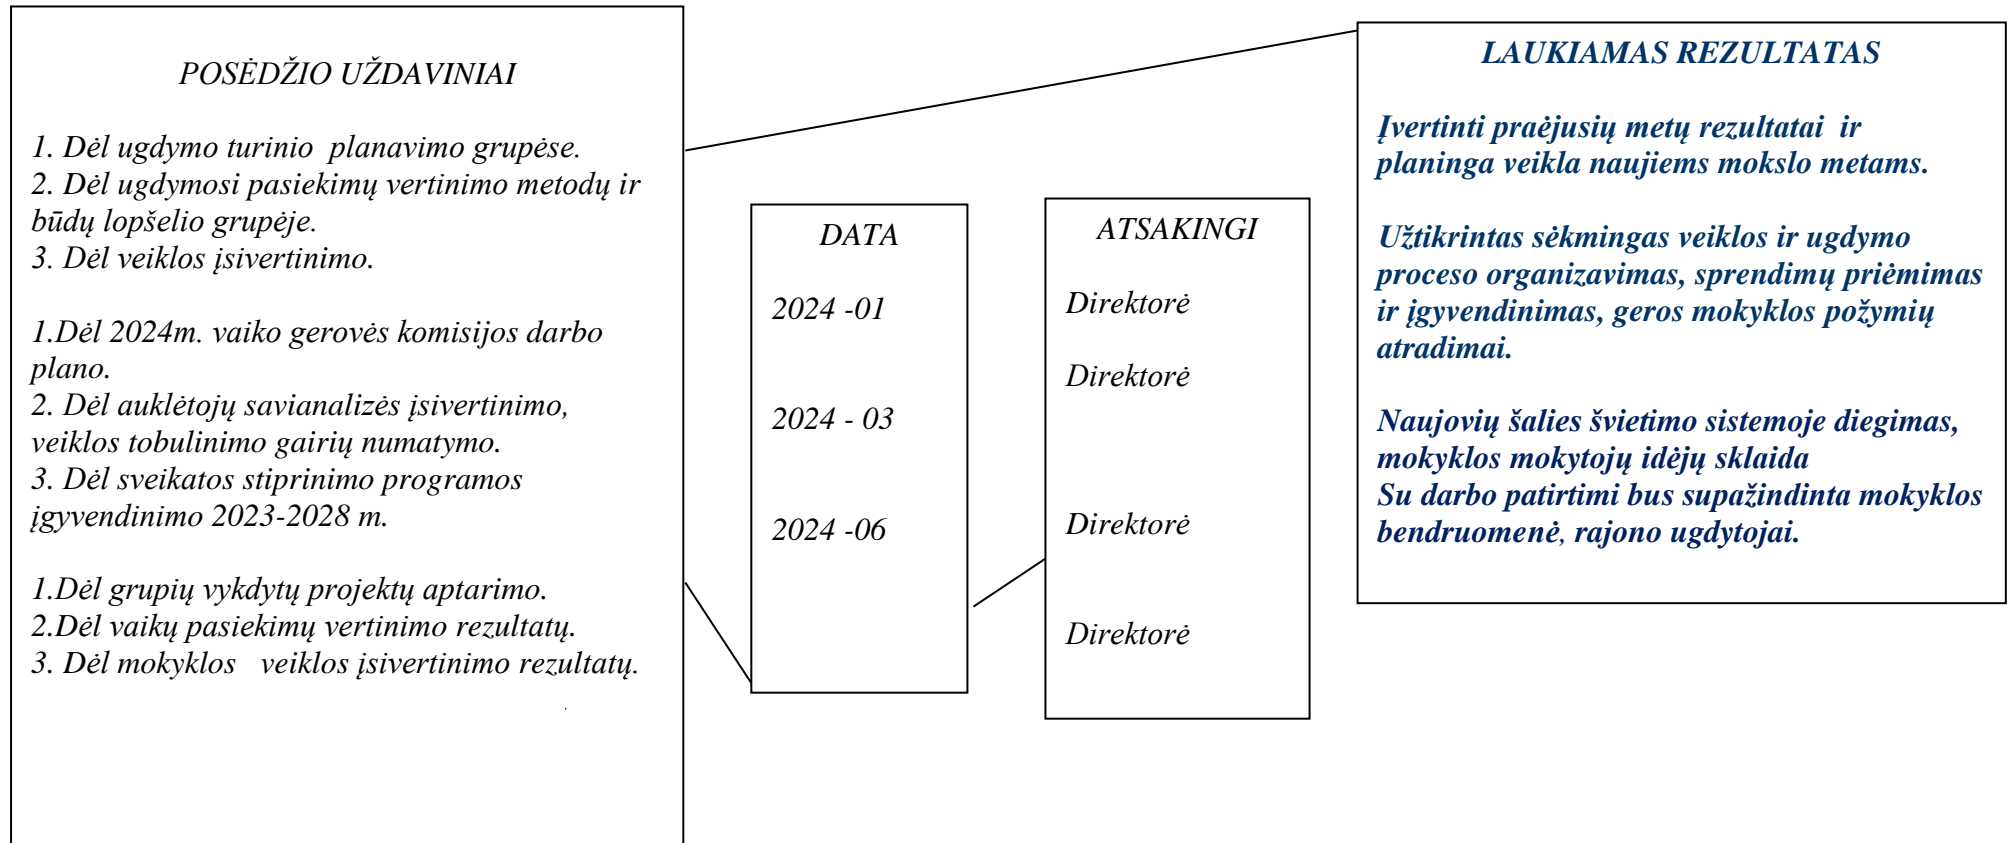 POSĖDŽIO UŽDAVINIAI
1. Dėl ugdymo turinio  planavimo grupėse.
2. Dėl ugdymosi pasiekimų vertinimo metodų ir
būdų lopšelio grupėje.
3. Dėl veiklos įsivertinimo.
1.Dėl 2024m. vaiko gerovės komisijos darbo
plano.
2. Dėl auklėtojų savianalizės įsivertinimo,
veiklos tobulinimo gairių numatymo.
3. Dėl sveikatos stiprinimo programos
įgyvendinimo 2023-2028 m.
1.Dėl grupių vykdytų projektų aptarimo.
2.Dėl vaikų pasiekimų vertinimo rezultatų.
3. Dėl mokyklos   veiklos įsivertinimo rezultatų.
DATA
2024 -01
2024 - 03
2024 -06
ATSAKINGI
Direktorė
Direktorė
Direktorė
Direktorė
LAUKIAMAS REZULTATAS
Įvertinti praėjusių metų rezultatai  ir
planinga veikla naujiems mokslo metams.
Užtikrintas sėkmingas veiklos ir ugdymo
proceso organizavimas, sprendimų priėmimas
ir įgyvendinimas, geros mokyklos požymių
atradimai.
Naujovių šalies švietimo sistemoje diegimas,
mokyklos mokytojų idėjų sklaida
Su darbo patirtimi bus supažindinta mokyklos
bendruomenė, rajono ugdytojai.